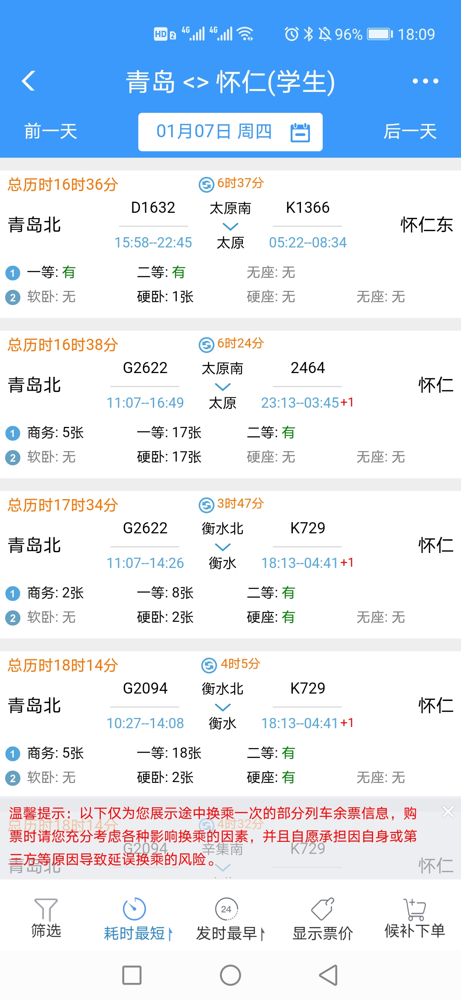 HD 2 4G 4G 96% 18:09
青岛 <> 怀仁(学生)
前一天 01月07日 周四 后一天
总历时16时36分 6时37分
D1632 太原南 K1366
青岛北 怀仁东
15:58--22:45 太原 05:22--08:34
1 一等: 有 二等: 有 无座: 无
2 软卧: 无 硬卧: 1张 硬座: 无 无座: 无
总历时16时38分 6时24分
G2622 太原南 2464
青岛北 怀仁
11:07--16:49 太原 23:13--03:45+1
1 商务: 5张 一等: 17张 二等: 有
2 软卧: 无 硬卧: 17张 硬座: 无 无座: 无
总历时17时34分 3时47分
G2622 衡水北 K729
青岛北 怀仁
11:07--14:26 衡水 18:13--04:41+1
1 商务: 2张 一等: 8张 二等: 有
2 软卧: 无 硬卧: 2张 硬座: 有 无座: 无
总历时18时14分 4时5分
G2094 衡水北 K729
青岛北 怀仁
10:27--14:08 衡水 18:13--04:41+1
1 商务: 5张 一等: 18张 二等: 有
2 软卧: 无 硬卧: 2张 硬座: 有 无座: 无
温馨提示：以下仅为您展示途中换乘一次的部分列车余票信息，购
总历时18时14分 4时32分
票时请您充分考虑各种影响换乘的因素，并且自愿承担因自身或第
G2094 辛集南 K729
三方等原因导致延误换乘的风险。
青岛北 怀仁
24
筛选 耗时最短 发时最早 显示票价 候补下单